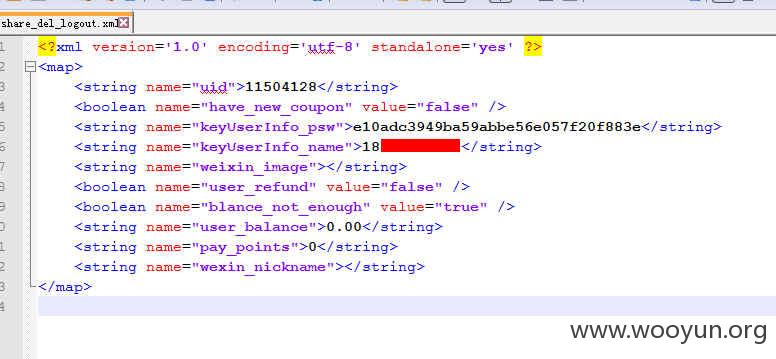 share_del_logout.xml
1 <?xml version='1.0' encoding='utf-8' standalone='yes' ?>
2 <map>
3 <string name="uid">11504128</string>
4 <boolean name="have_new_coupon" value="false" />
5 <string name="keyUserInfo_psw">e10adc3949ba59abbe56e057f20f883e</string>
6 <string name="keyUserInfo_name">18</string>
7 <string name="weixin_image"></string>
8 <boolean name="user_refund" value="false" />
9 <boolean name="blance_not_enough" value="true" />
0 <string name="user_balance">0.00</string>
1 <string name="pay_points">0</string>
2 <string name="wexin_nickname"></string>
3 </map>
4
www.wooyun.org